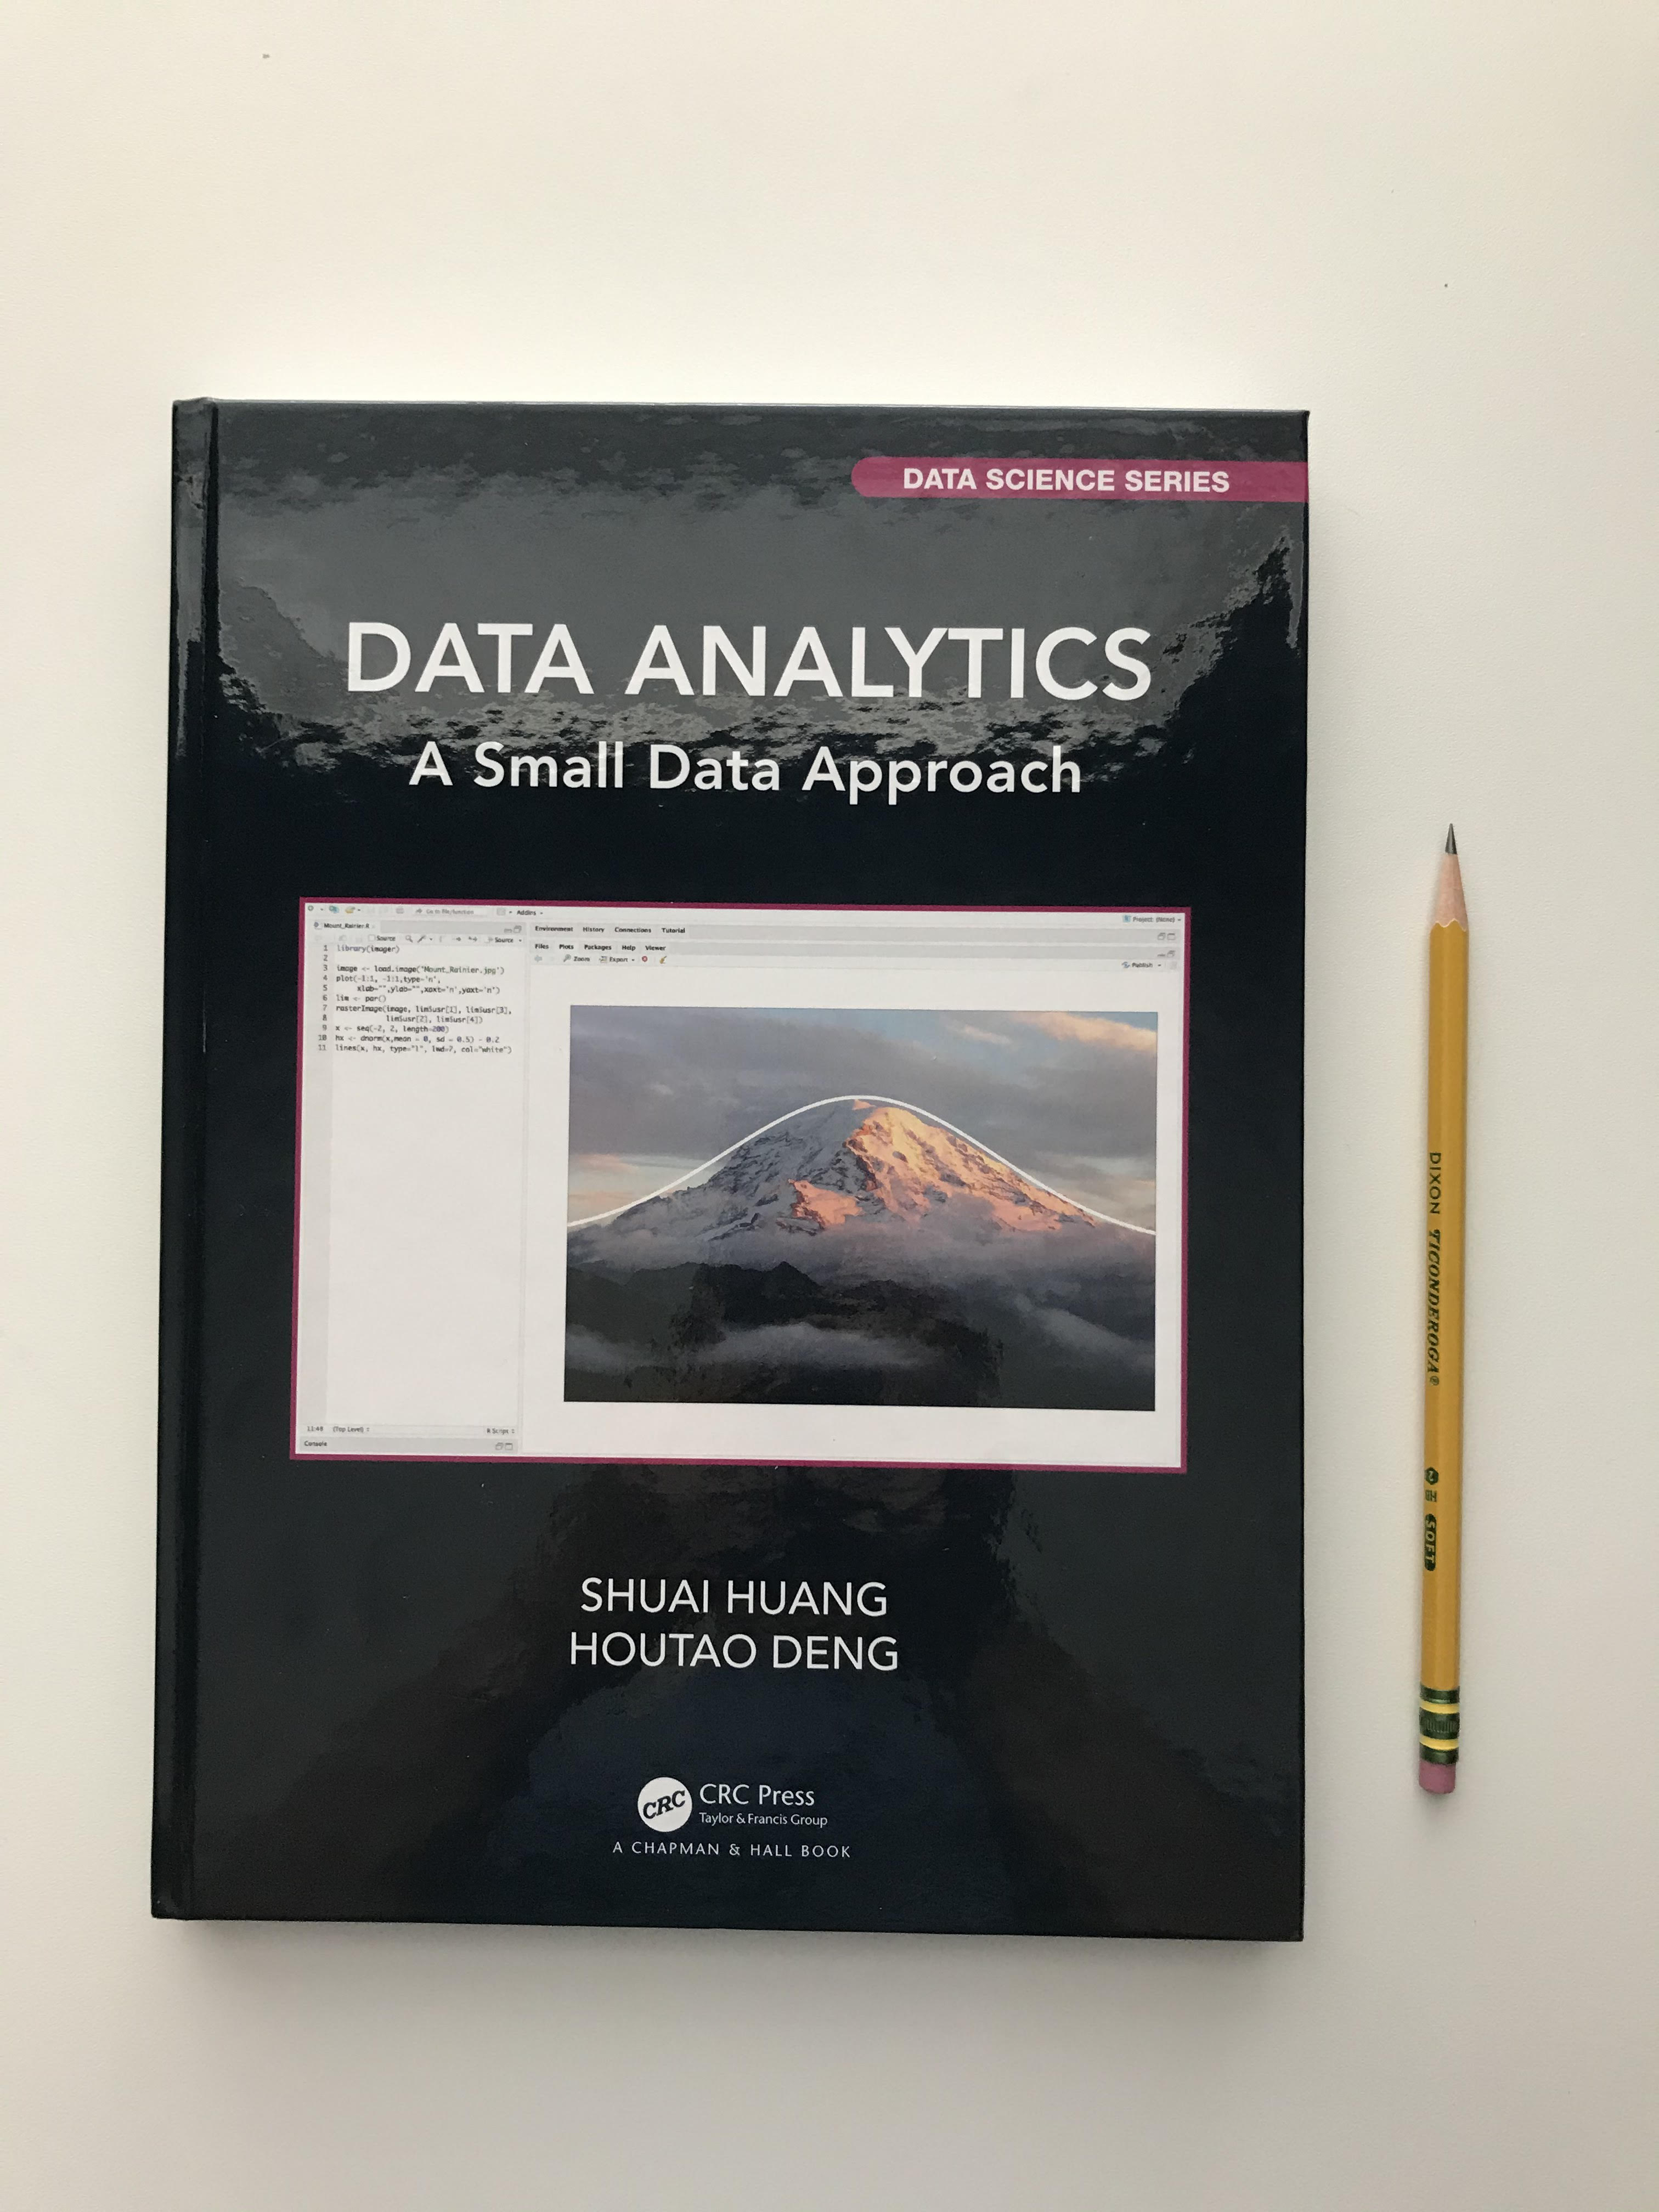 DATA SCIENCE SERIES
DATA ANALYTICS
A Small Data Approach
Go to file/function
Addins
Project: (None)
Mount_Rainier.R
Source
Source
1 library(imager)
2
3 image <- load.image("Mount_Rainier.jpg")
4 plot(-1:1, -1:1,type='n',
5 xlab="",ylab="",xaxt='n',yaxt='n')
6 lim <- par()
7 rasterImage(image, lim$usr[1], lim$usr[3],
8 lim$usr[2], lim$usr[4])
9 x <- seq(-2, 2, length=200)
10 hx <- dnorm(x,mean = 0, sd = 0.5) - 0.2
11 lines(x, hx, type="l", lwd=7, col="white")
11:48 (Top Level) R Script
Console
Environment History Connections Tutorial
Files Plots Packages Help Viewer
Zoom Export
Publish
SHUAI HUANG
HOUTAO DENG
CRC
CRC Press
Taylor & Francis Group
A CHAPMAN & HALL BOOK
DIXON TICONDEROGA® 2 HB SOFT